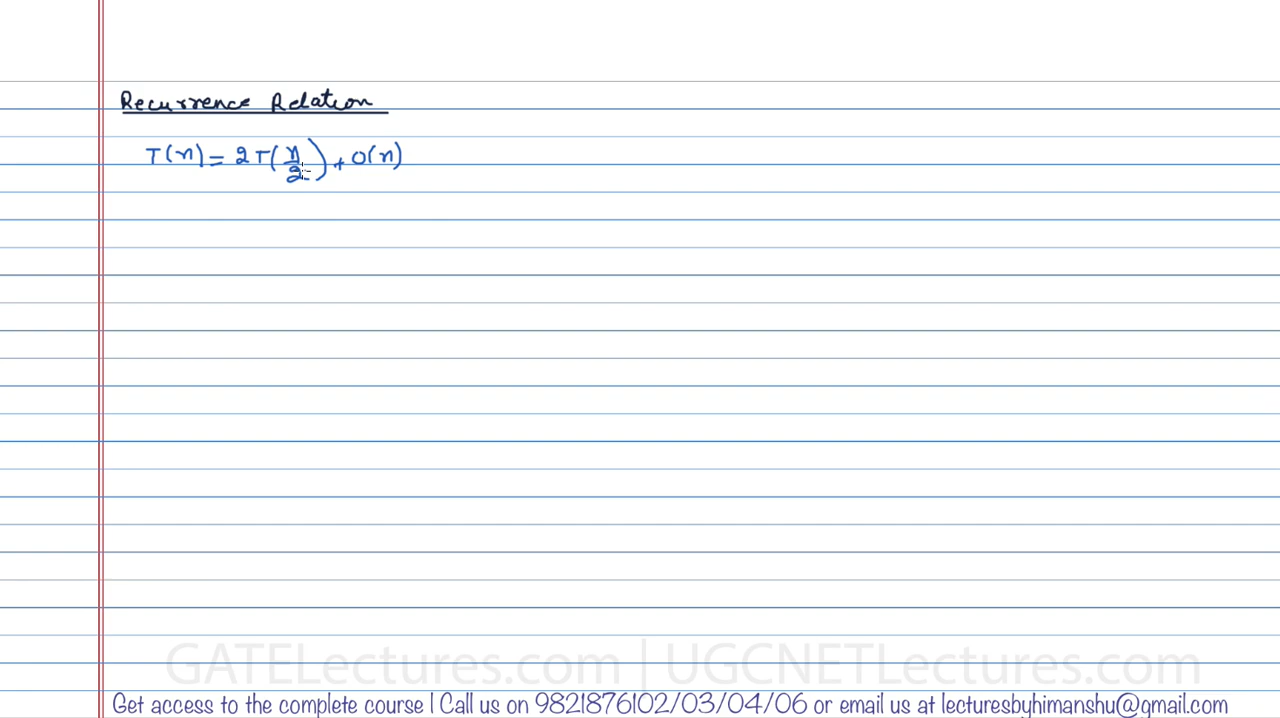 Recurrence Relation
T(n) = 2T(n/2) + O(n)
GATELectures.com | UGCNETLectures.com
Get access to the complete course | Call us on 9821876102/03/04/06 or email us at lecturesbyhimanshu@gmail.com